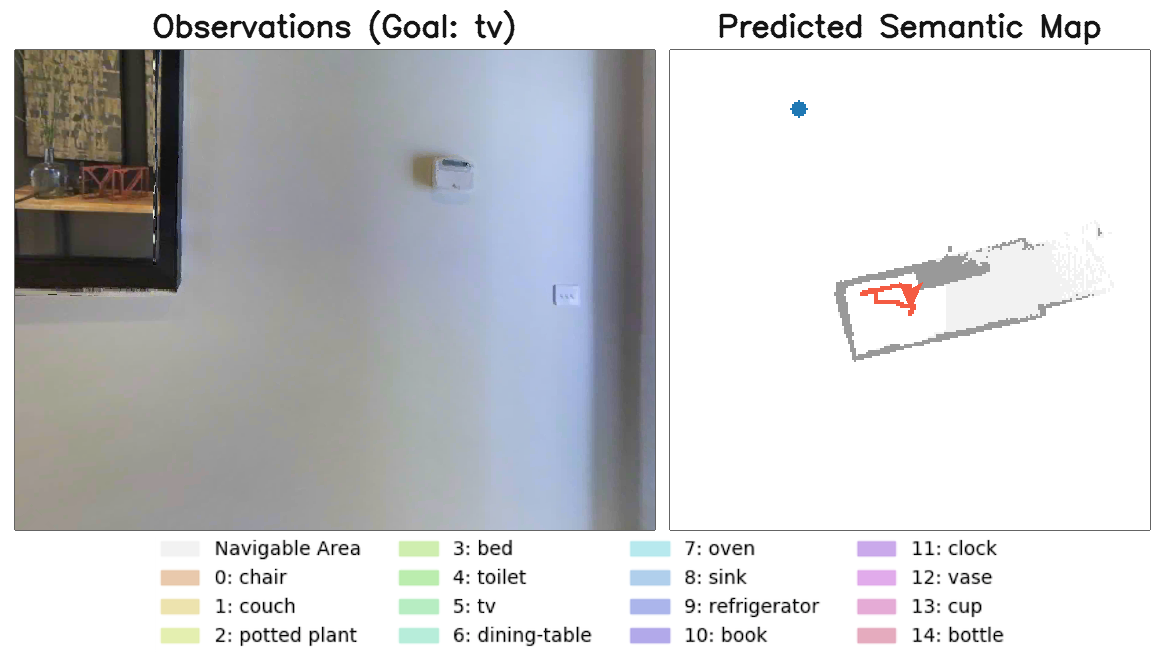 Observations (Goal: tv)
Predicted Semantic Map
Navigable Area
0: chair
1: couch
2: potted plant
3: bed
4: toilet
5: tv
6: dining-table
7: oven
8: sink
9: refrigerator
10: book
11: clock
12: vase
13: cup
14: bottle